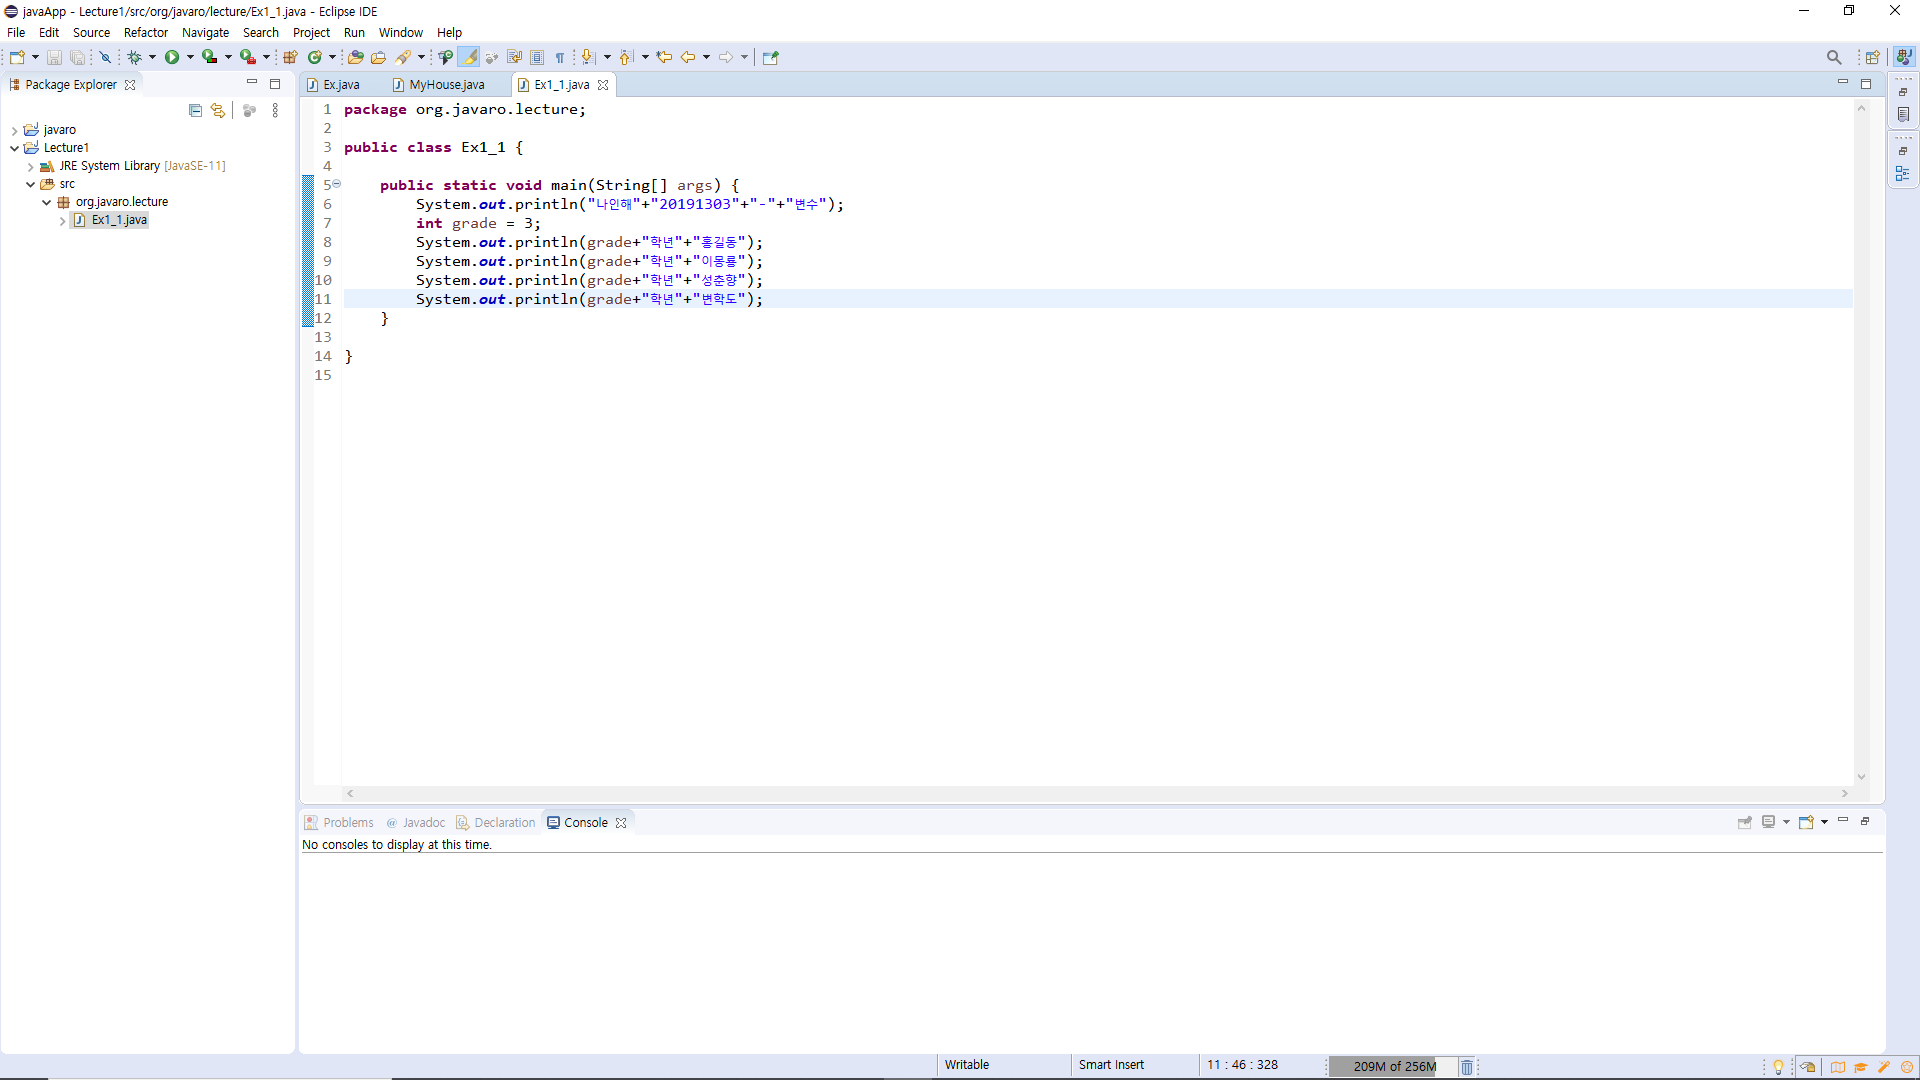 javaApp - Lecture1/src/org/javaro/lecture/Ex1_1.java - Eclipse IDE
File Edit Source Refactor Navigate Search Project Run Window Help
Package Explorer
Ex.java MyHouse.java Ex1_1.java
javaro
Lecture1
JRE System Library [JavaSE-11]
src
org.javaro.lecture
Ex1_1.java
1 package org.javaro.lecture;
2
3 public class Ex1_1 {
4
5 public static void main(String[] args) {
6 System.out.println("나인해"+"20191303"+"-"+"변수");
7 int grade = 3;
8 System.out.println(grade+"학년"+"홍길동");
9 System.out.println(grade+"학년"+"이몽룡");
10 System.out.println(grade+"학년"+"성춘향");
11 System.out.println(grade+"학년"+"변학도");
12 }
13
14 }
15
Problems @ Javadoc Declaration Console
No consoles to display at this time.
Writable Smart Insert 11 : 46 : 328 209M of 256M